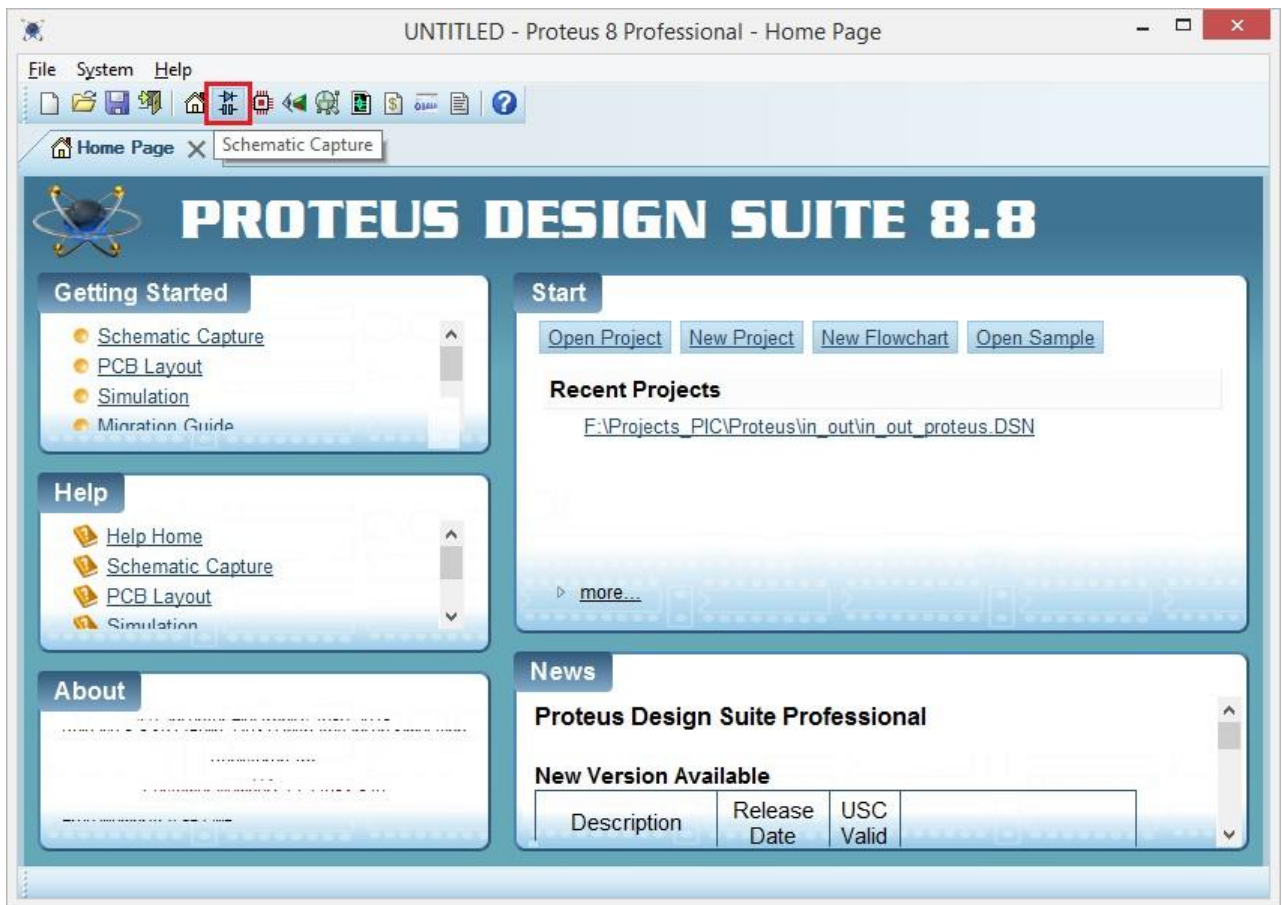 UNTITLED - Proteus 8 Professional - Home Page
File System Help
Home Page
Schematic Capture
PROTEUS DESIGN SUITE 8.8
Getting Started
Schematic Capture
PCB Layout
Simulation
Migration Guide
Help
Help Home
Schematic Capture
PCB Layout
Simulation
About
Start
Open Project New Project New Flowchart Open Sample
Recent Projects
F:\Projects_PIC\Proteus\in_out\in_out_proteus.DSN
more...
News
Proteus Design Suite Professional
New Version Available
Description Release Date USC Valid